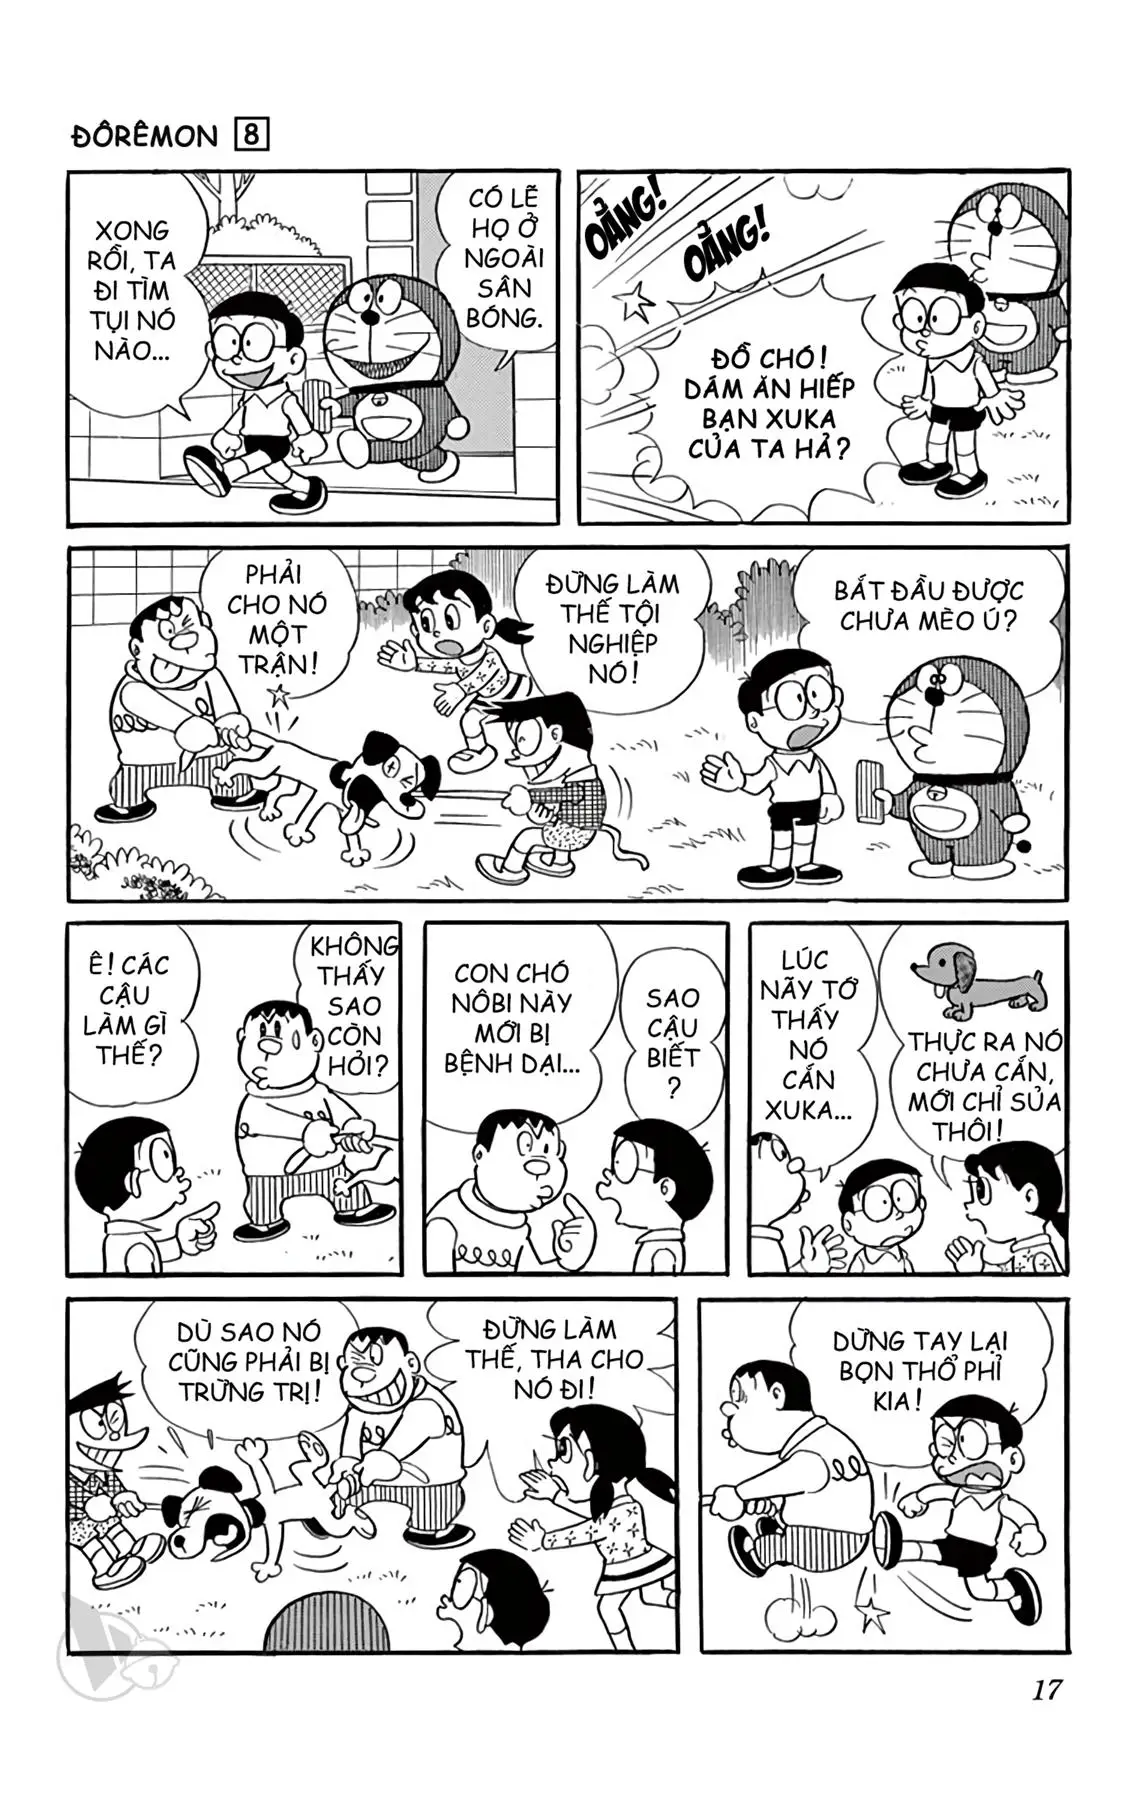 ĐÔRÊMON 8
XONG
RỒI, TA
ĐI TÌM
TỤI NÓ
NÀO...
CÓ LẼ
HỌ Ở
NGOÀI
SÂN
BÓNG.
OẲNG!
OẲNG!
ĐỒ CHÓ!
DÁM ĂN HIẾP
BẠN XUKA
CỦA TA HẢ?
PHẢI
CHO NÓ
MỘT
TRẬN!
ĐỪNG LÀM
THẾ TỘI
NGHIỆP
NÓ!
BẮT ĐẦU ĐƯỢC
CHƯA MÈO Ú?
Ê! CÁC
CẬU
LÀM GÌ
THẾ?
KHÔNG
THẤY
SAO
CÒN
HỎI?
CON CHÓ
NÔBI NÀY
MỚI BỊ
BỆNH DẠI...
SAO
CẬU
BIẾT
?
LÚC
NÃY TỚ
THẤY
NÓ
CẮN
XUKA...
THỰC RA NÓ
CHƯA CẮN,
MỚI CHỈ SỦA
THÔI!
DÙ SAO NÓ
CŨNG PHẢI BỊ
TRỪNG TRỊ!
ĐỪNG LÀM
THẾ, THA CHO
NÓ ĐI!
DỪNG TAY LẠI
BỌN THỔ PHỈ
KIA!
17